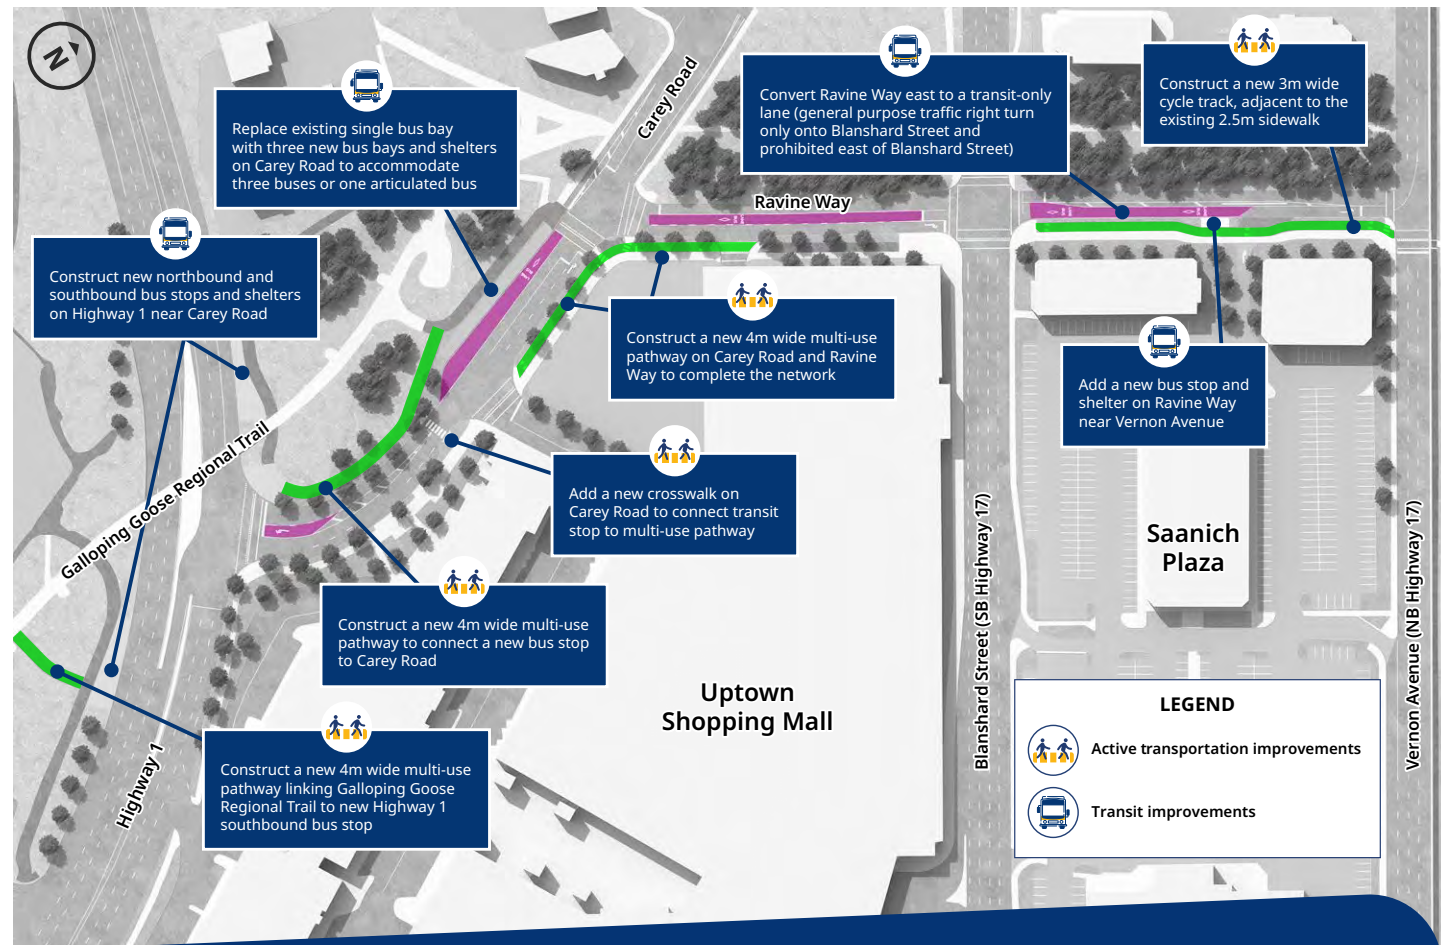 N
Replace existing single bus bay
with three new bus bays and shelters
on Carey Road to accommodate
three buses or one articulated bus
Carey Road
Convert Ravine Way east to a transit-only
lane (general purpose traffic right turn
only onto Blanshard Street and
prohibited east of Blanshard Street)
Construct a new 3m wide
cycle track, adjacent to the
existing 2.5m sidewalk
Ravine Way
Construct new northbound and
southbound bus stops and shelters
on Highway 1 near Carey Road
Construct a new 4m wide multi-use
pathway on Carey Road and Ravine
Way to complete the network
Add a new bus stop and
shelter on Ravine Way
near Vernon Avenue
Galloping Goose Regional Trail
Add a new crosswalk on
Carey Road to connect transit
stop to multi-use pathway
Saanich
Plaza
Blanshard Street (SB Highway 17)
Vernon Avenue (NB Highway 17)
Construct a new 4m wide multi-use
pathway to connect a new bus stop
to Carey Road
Uptown
Shopping Mall
Highway 1
Construct a new 4m wide multi-use
pathway linking Galloping Goose
Regional Trail to new Highway 1
southbound bus stop
LEGEND
Active transportation improvements
Transit improvements